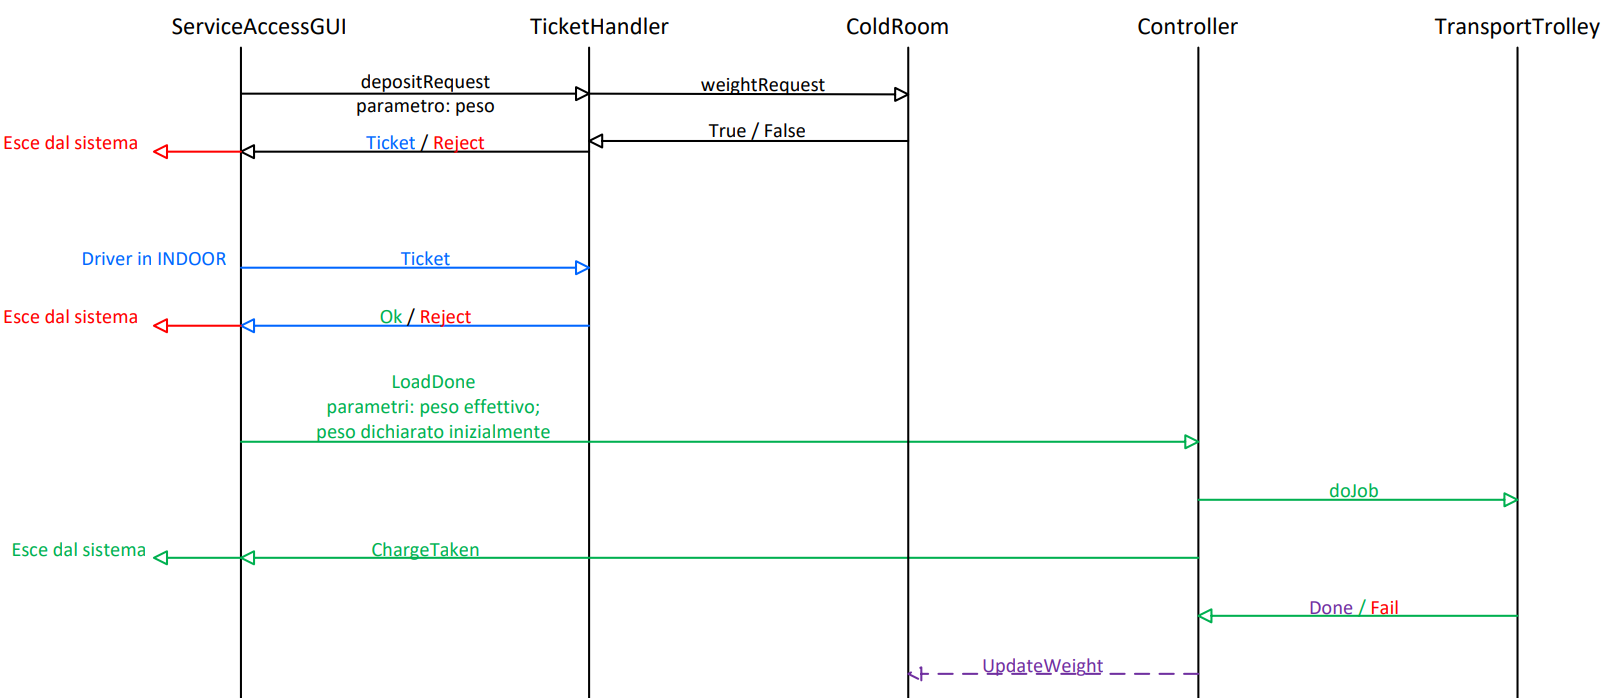 ServiceAccessGUI TicketHandler ColdRoom Controller TransportTrolley
depositRequest
parametro: peso
weightRequest
True / False
Esce dal sistema
Ticket / Reject
Driver in INDOOR
Ticket
Esce dal sistema
Ok / Reject
LoadDone
parametri: peso effettivo;
peso dichiarato inizialmente
doJob
Esce dal sistema
ChargeTaken
Done / Fail
UpdateWeight